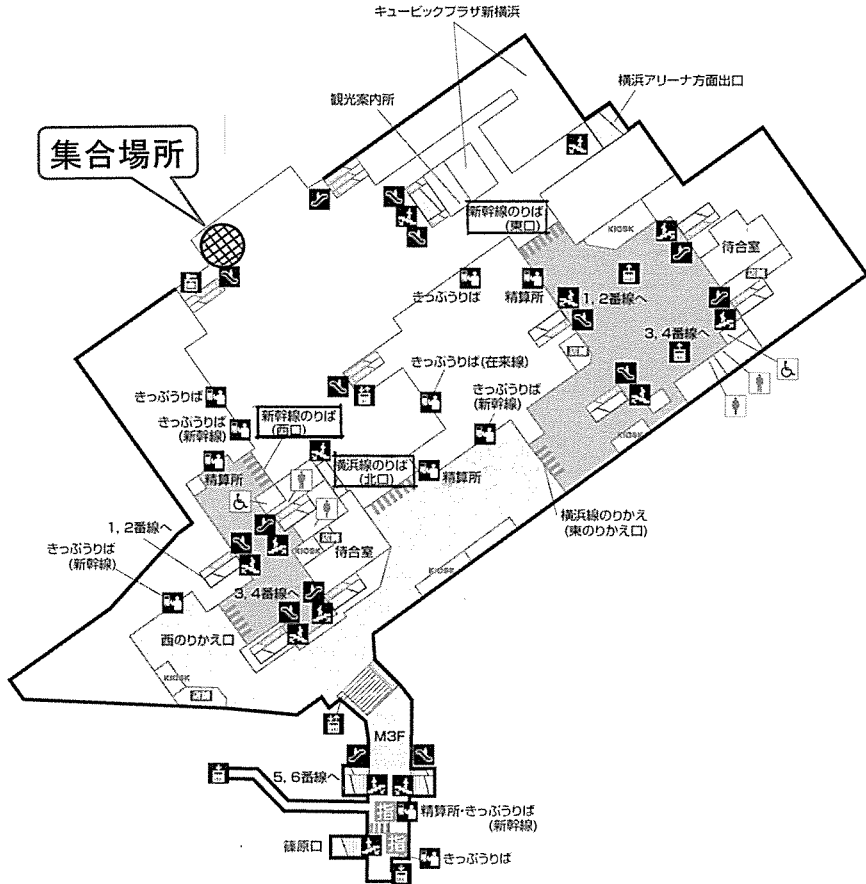 キュービックプラザ新横浜
横浜アリーナ方面出口
観光案内所
集合場所
新幹線のりば
(東口)
KIOSK
待合室
きっぷうりば
精算所
1, 2番線へ
3, 4番線へ
きっぷうりば(在来線)
きっぷうりば
きっぷうりば
(新幹線)
きっぷうりば
(新幹線)
新幹線のりば
(西口)
精算所
横浜線のりば
(北口)
精算所
KIOSK
横浜線のりかえ
(東のりかえ口)
1, 2番線へ
きっぷうりば
(新幹線)
KIOSK
待合室
KIOSK
3, 4番線へ
西のりかえ口
KIOSK
M3F
5, 6番線へ
精算所・きっぷうりば
(新幹線)
篠原口
きっぷうりば